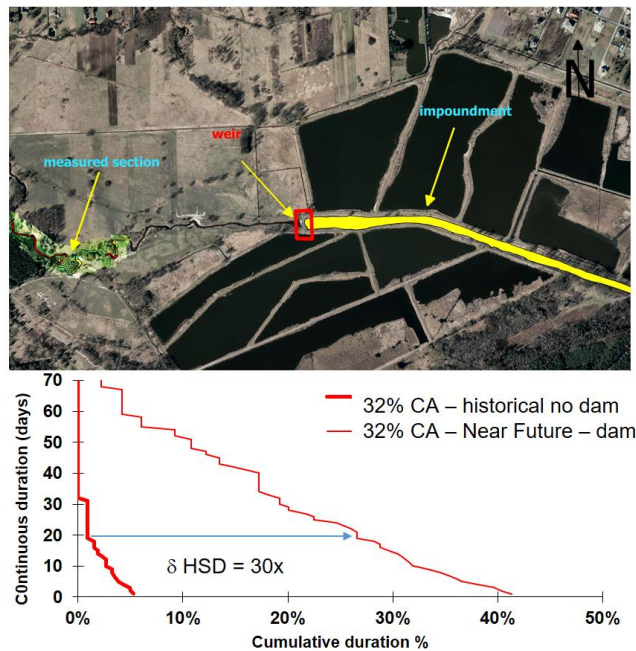 N
impoundment
weir
measured section
70
60
50
40
30
20
10
0
C0ntinuous duration (days)
32% CA – historical no dam
32% CA – Near Future – dam
δ HSD = 30x
0%
10%
20%
30%
40%
50%
Cumulative duration %